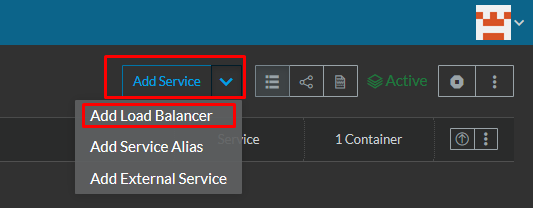 Add Service
Active
Add Load Balancer
Add Service Alias
Service
1 Container
Add External Service